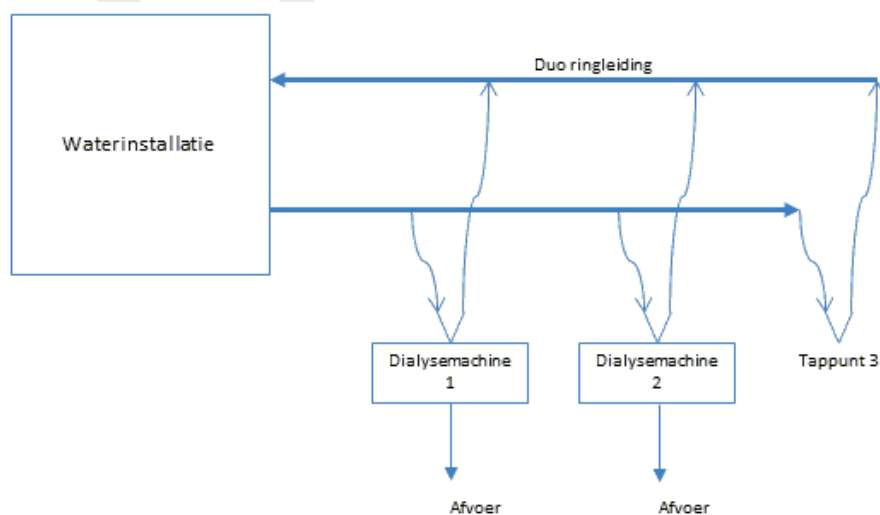 Duo ringleiding
Waterinstallatie
Dialysemachine
1
Dialysemachine
2
Tappunt 3
Afvoer
Afvoer